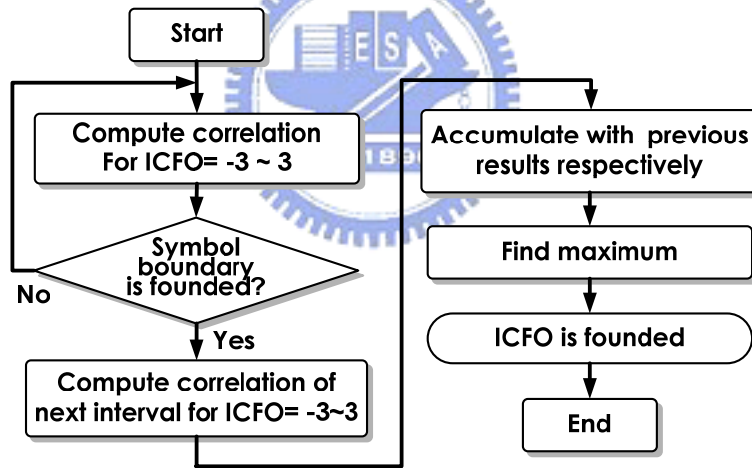 Start
Compute correlation
For ICFO= -3 ~ 3
Symbol
boundary
is founded?
No
Yes
Compute correlation of
next interval for ICFO= -3~3
Accumulate with previous
results respectively
Find maximum
ICFO is founded
End
ESA